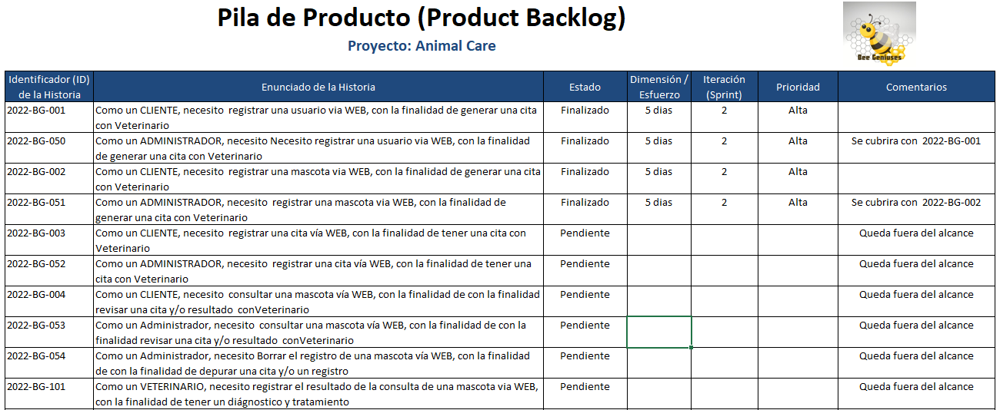 Pila de Producto (Product Backlog)
Proyecto: Animal Care
Bee Geniuses
Identificador (ID) de la Historia Enunciado de la Historia Estado Dimensión / Esfuerzo Iteración (Sprint) Prioridad Comentarios
2022-BG-001 Como un CLIENTE, necesito  registrar una usuario via WEB, con la finalidad de generar una cita Finalizado 5 dias 2 Alta
con Veterinario
2022-BG-050 Como un ADMINISTRADOR, necesito Necesito registrar una usuario via WEB, con la finalidad Finalizado 5 dias 2 Alta Se cubrira con  2022-BG-001
de generar una cita con Veterinario
2022-BG-002 Como un CLIENTE, necesito  registrar una mascota via WEB, con la finalidad de generar una cita Finalizado 5 dias 2 Alta
con Veterinario
2022-BG-051 Como un ADMINISTRADOR, necesito  registrar una mascota via WEB, con la finalidad de Finalizado 5 dias 2 Alta Se cubrira con  2022-BG-002
generar una cita con Veterinario
2022-BG-003 Como un CLIENTE, necesito  registrar una cita vía WEB, con la finalidad de tener una cita con Pendiente Queda fuera del alcance
Veterinario
2022-BG-052 Como un ADMINISTRADOR, necesito  registrar una cita vía WEB, con la finalidad de tener una Pendiente Queda fuera del alcance
cita con Veterinario
2022-BG-004 Como un CLIENTE, necesito  consultar una mascota vía WEB, con la finalidad de con la finalidad Pendiente Queda fuera del alcance
revisar una cita y/o resultado  conVeterinario
2022-BG-053 Como un Administrador, necesito  consultar una mascota vía WEB, con la finalidad de con la Pendiente Queda fuera del alcance
finalidad revisar una cita y/o resultado  conVeterinario
2022-BG-054 Como un Administrador, necesito Borrar el registro de una mascota vía WEB, con la finalidad Pendiente Queda fuera del alcance
de con la finalidad de depurar una cita y/o un registro
2022-BG-101 Como un VETERINARIO, necesito registrar el resultado de la consulta de una mascota via WEB, Pendiente Queda fuera del alcance
con la finalidad de tener un diágnostico y tratamiento